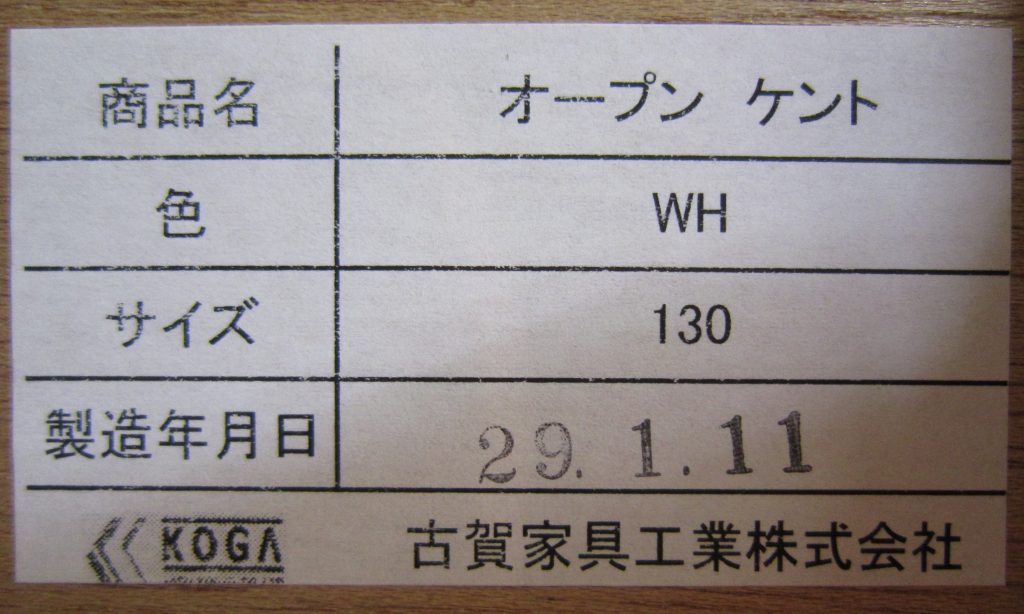 商品名 オープン ケント
色 WH
サイズ 130
製造年月日 29. 1. 11
KOGA 古賀家具工業株式会社